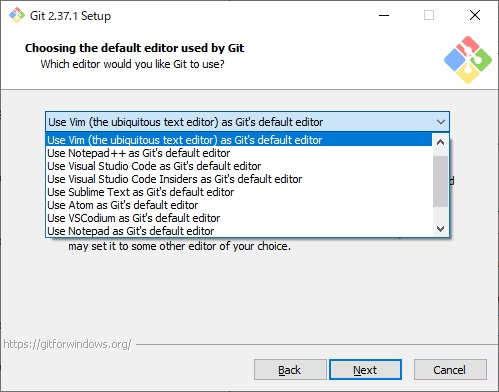 Git 2.37.1 Setup
Choosing the default editor used by Git
Which editor would you like Git to use?
Use Vim (the ubiquitous text editor) as Git's default editor
Use Vim (the ubiquitous text editor) as Git's default editor
Use Notepad++ as Git's default editor
Use Visual Studio Code as Git's default editor
Use Visual Studio Code Insiders as Git's default editor
Use Sublime Text as Git's default editor
Use Atom as Git's default editor
Use VSCodium as Git's default editor
Use Notepad as Git's default editor
may set it to some other editor of your choice.
https://gitforwindows.org/
Back Next Cancel